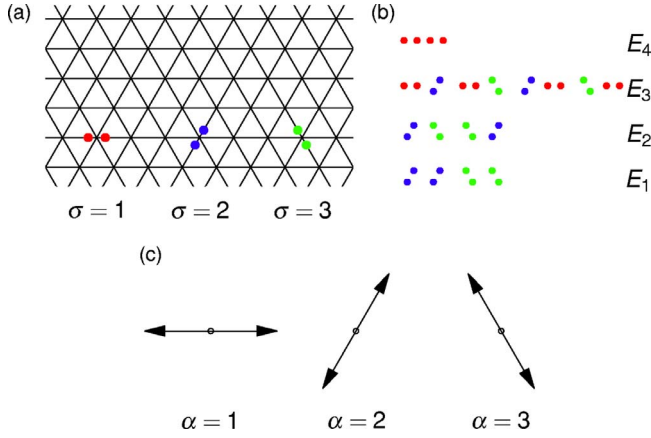 (a)
(b)
E4
E3
E2
E1
σ = 1
σ = 2
σ = 3
(c)
α = 1
α = 2
α = 3